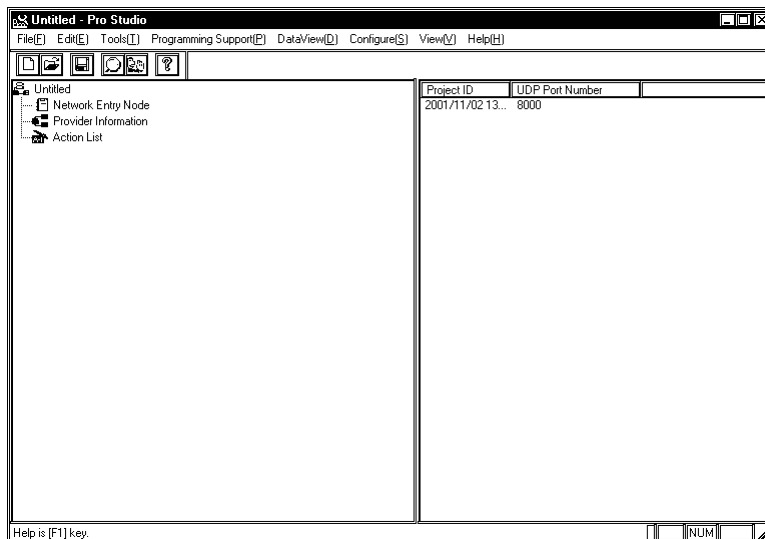 Untitled - Pro Studio
File(F) Edit(E) Tools(T) Programming Support(P) DataView(D) Configure(S) View(V) Help(H)
Untitled
Network Entry Node
Provider Information
Action List
Project ID UDP Port Number
2001/11/02 13... 8000
Help is [F1] key.
NUM